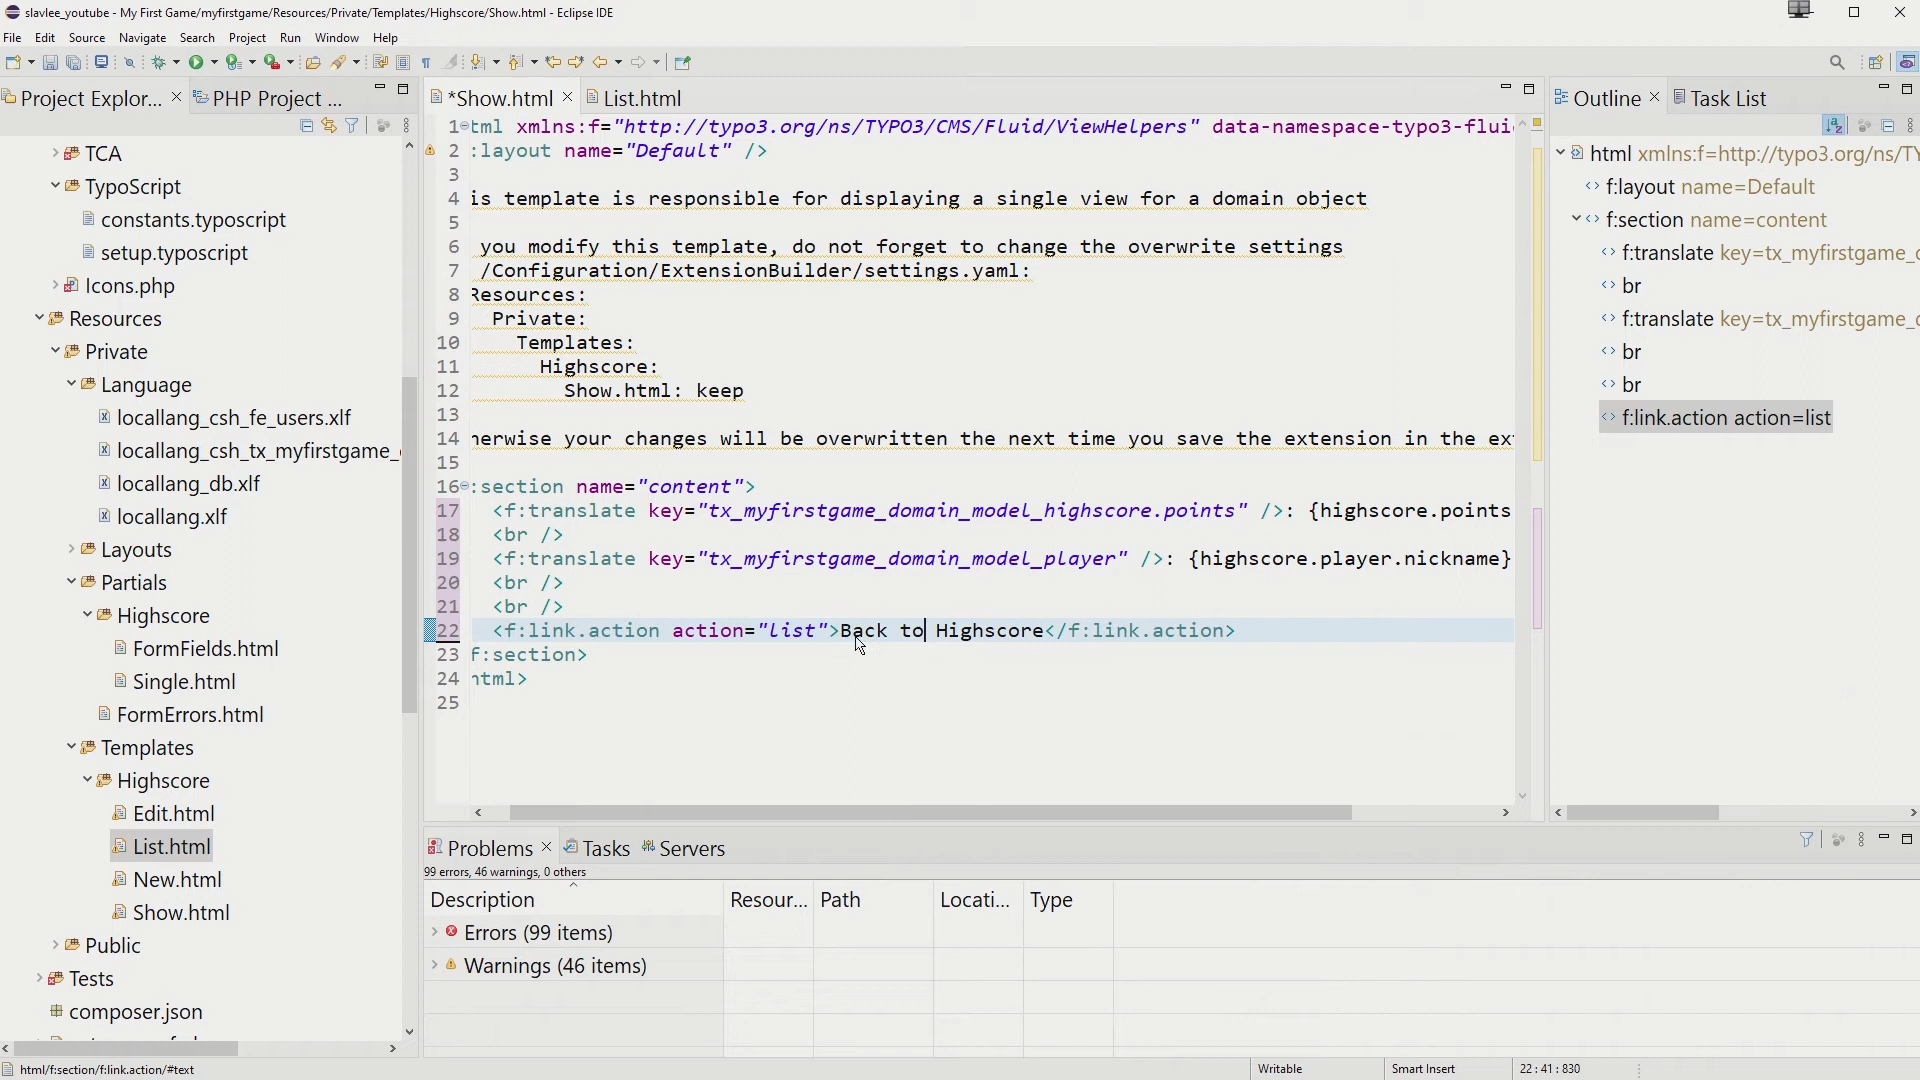 slavlee_youtube - My First Game/myfirstgame/Resources/Private/Templates/Highscore/Show.html - Eclipse IDE
File Edit Source Navigate Search Project Run Window Help
Project Explor... PHP Project ...
TCA
TypoScript
constants.typoscript
setup.typoscript
Icons.php
Resources
Private
Language
locallang_csh_fe_users.xlf
locallang_csh_tx_myfirstgame_
locallang_db.xlf
locallang.xlf
Layouts
Partials
Highscore
FormFields.html
Single.html
FormErrors.html
Templates
Highscore
Edit.html
List.html
New.html
Show.html
Public
Tests
composer.json
*Show.html List.html
1 tml xmlns:f="http://typo3.org/ns/TYPO3/CMS/Fluid/ViewHelpers" data-namespace-typo3-flui
2 :layout name="Default" />
3
4 is template is responsible for displaying a single view for a domain object
5
6 you modify this template, do not forget to change the overwrite settings
7 /Configuration/ExtensionBuilder/settings.yaml:
8 Resources:
9 Private:
10 Templates:
11 Highscore:
12 Show.html: keep
13
14 herwise your changes will be overwritten the next time you save the extension in the ex
15
16 :section name="content">
17 <f:translate key="tx_myfirstgame_domain_model_highscore.points" />: {highscore.points
18 <br />
19 <f:translate key="tx_myfirstgame_domain_model_player" />: {highscore.player.nickname}
20 <br />
21 <br />
22 <f:link.action action="list">Back to Highscore</f:link.action>
23 f:section>
24 html>
25
Outline Task List
html xmlns:f=http://typo3.org/ns/TY
f:layout name=Default
f:section name=content
f:translate key=tx_myfirstgame_
br
f:translate key=tx_myfirstgame_
br
br
f:link.action action=list
Problems Tasks Servers
99 errors, 46 warnings, 0 others
Description Resour... Path Locati... Type
Errors (99 items)
Warnings (46 items)
html/f:section/f:link.action/#text Writable Smart Insert 22 : 41 : 830